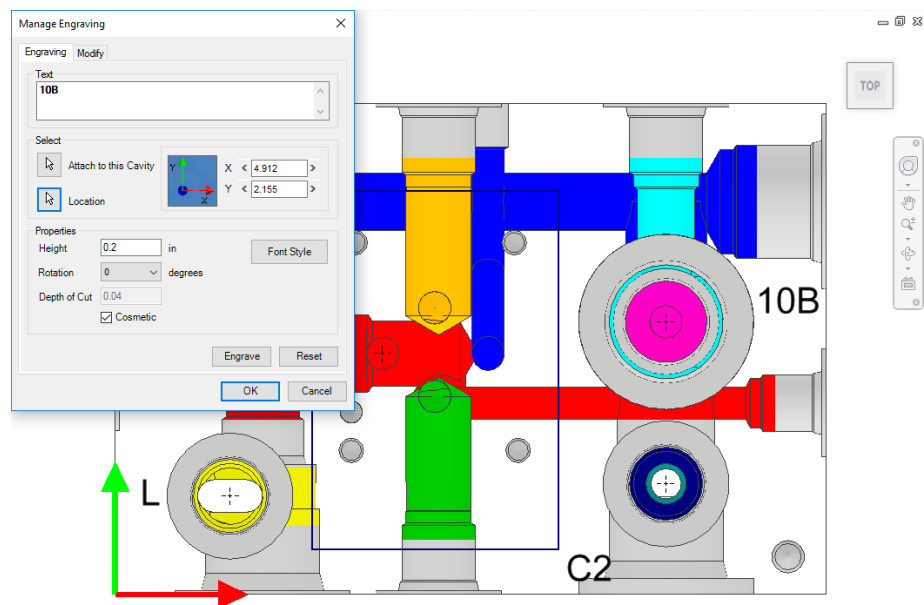 Manage Engraving
Engraving Modify
Text
10B
Select
Attach to this Cavity
Location
Y
X
X < 4.912 >
Y < 2.155 >
Properties
Height 0.2 in
Font Style
Rotation 0 degrees
Depth of Cut 0.04
Cosmetic
Engrave Reset
OK Cancel
TOP
10B
L
C2